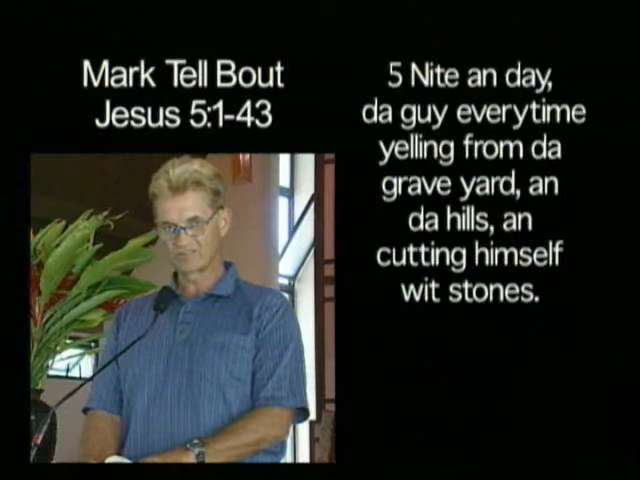 Mark Tell Bout
Jesus 5:1-43
5 Nite an day,
da guy everytime
yelling from da
grave yard, an
da hills, an
cutting himself
wit stones.